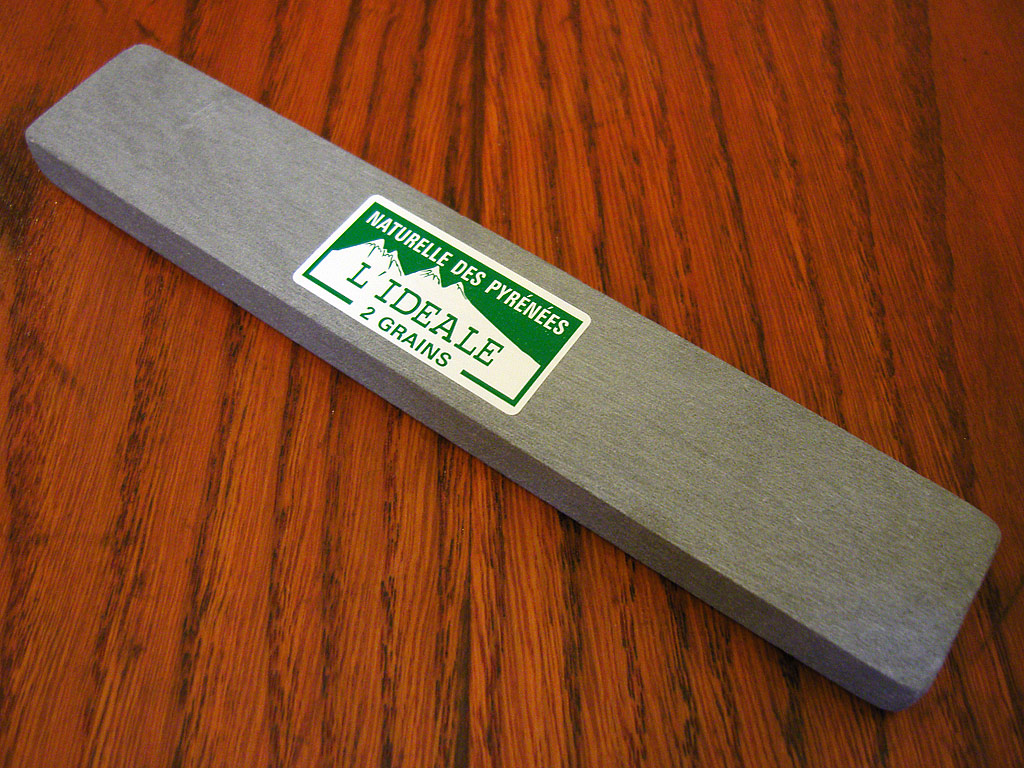 NATURELLE DES PYRÉNÉES
L'IDEALE
2 GRAINS